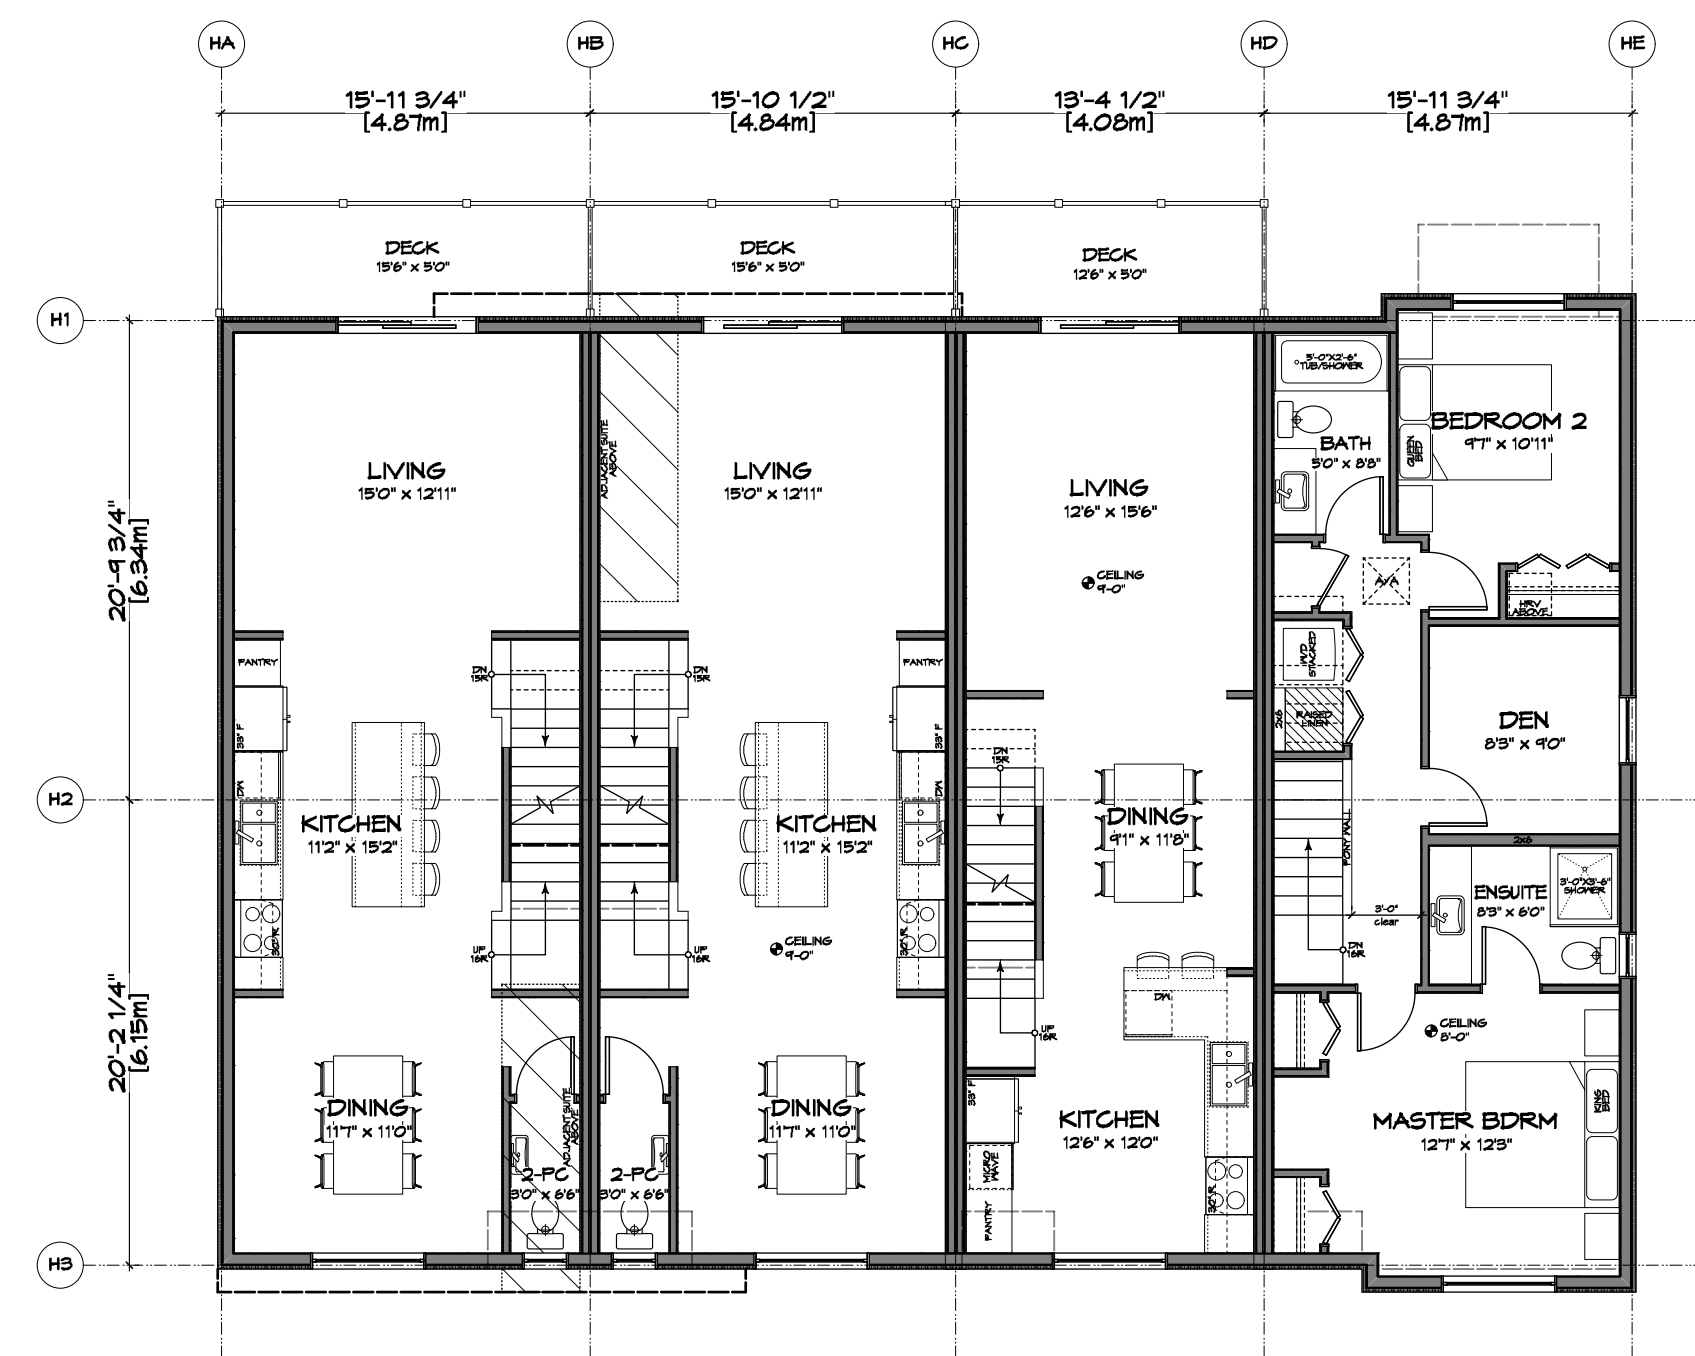 HA
HB
HC
HD
HE
15'-11 3/4"
[4.87m]
15'-10 1/2"
[4.84m]
13'-4 1/2"
[4.08m]
15'-11 3/4"
[4.87m]
DECK
15'6" x 5'0"
DECK
15'6" x 5'0"
DECK
12'6" x 5'0"
H1
H2
H3
20'-9 3/4"
[6.34m]
20'-2 1/4"
[6.15m]
LIVING
15'0" x 12'11"
ADJACENT SUITE
ABOVE
LIVING
15'0" x 12'11"
LIVING
12'6" x 15'6"
CEILING
9'-0"
5'-0"X2'-6"
TUB/SHOWER
BATH
5'0" x 8'8"
BEDROOM 2
9'7" x 10'11"
QUEEN
BED
A/A
HRV
ABOVE
W/D
STACKED
RAISED
LINEN
2x6
DEN
8'3" x 9'0"
PANTRY
33" F
DW
DN
15R
DN
15R
PANTRY
33" F
DW
DN
15R
KITCHEN
11'2" x 15'2"
KITCHEN
11'2" x 15'2"
DINING
9'1" x 11'8"
PONY WALL
2x6
ENSUITE
8'3" x 6'0"
3'-0"X3'-6"
SHOWER
3'-0"
clear
30" R
UP
16R
UP
16R
CEILING
9'-0"
30" R
DN
16R
DW
UP
16R
CEILING
8'-0"
DINING
11'7" x 11'0"
ADJACENT SUITE
ABOVE
2-PC
3'0" x 6'6"
2-PC
3'0" x 6'6"
DINING
11'7" x 11'0"
33" F
MICRO
WAVE
PANTRY
KITCHEN
12'6" x 12'0"
30" R
MASTER BDRM
12'7" x 12'3"
KING
BED